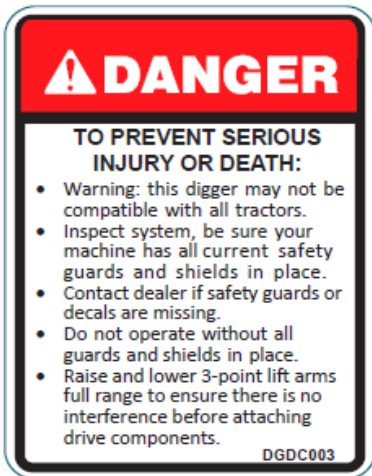 DANGER
TO PREVENT SERIOUS
INJURY OR DEATH:
• Warning: this digger may not be
compatible with all tractors.
• Inspect system, be sure your
machine has all current safety
guards and shields in place.
• Contact dealer if safety guards or
decals are missing.
• Do not operate without all
guards and shields in place.
• Raise and lower 3-point lift arms
full range to ensure there is no
interference before attaching
drive components.
DGDC003